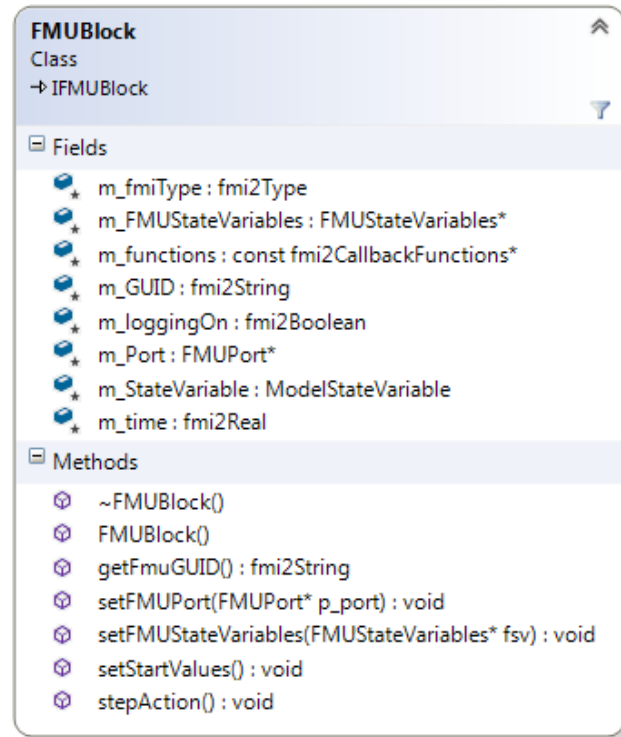 FMUBlock
Class
IFMUBlock
Fields
m_fmiType : fmi2Type
m_FMUStateVariables : FMUStateVariables*
m_functions : const fmi2CallbackFunctions*
m_GUID : fmi2String
m_loggingOn : fmi2Boolean
m_Port : FMUPort*
m_StateVariable : ModelStateVariable
m_time : fmi2Real
Methods
~FMUBlock()
FMUBlock()
getFmuGUID() : fmi2String
setFMUPort(FMUPort* p_port) : void
setFMUStateVariables(FMUStateVariables* fsv) : void
setStartValues() : void
stepAction() : void